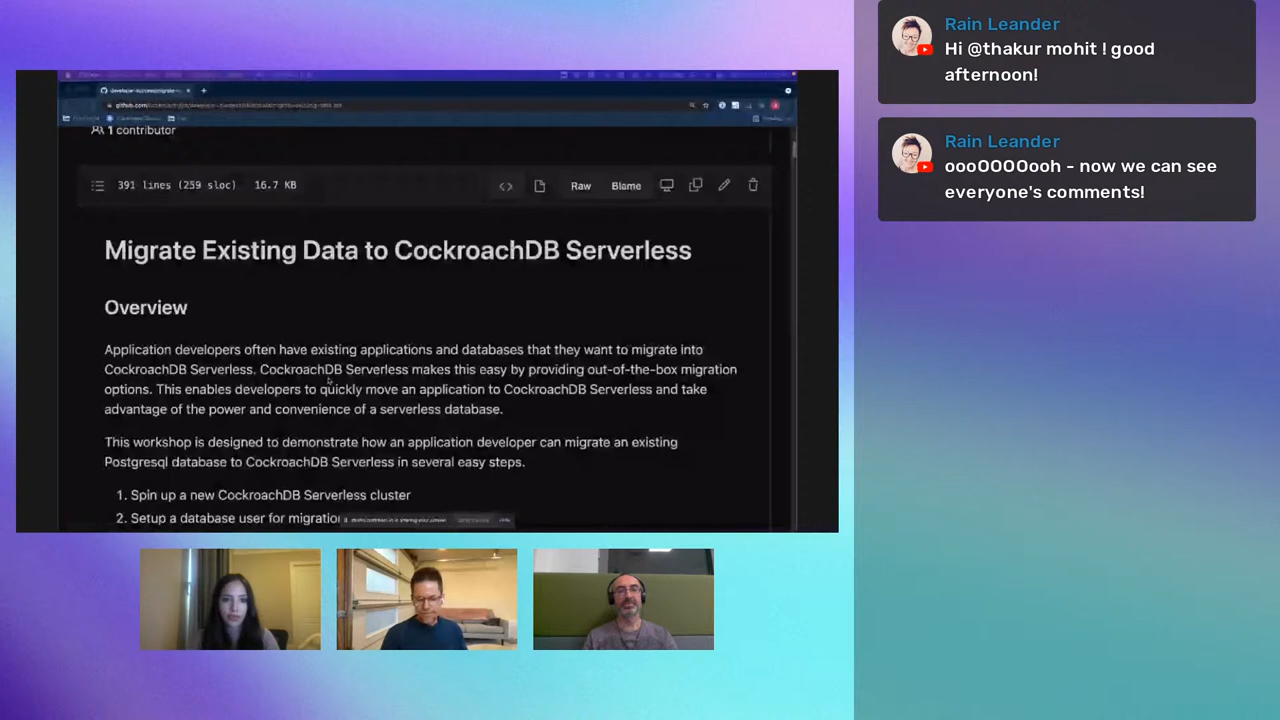 1 contributor
391 lines (259 sloc) 16.7 KB
Raw
Blame
Migrate Existing Data to CockroachDB Serverless
Overview
Application developers often have existing applications and databases that they want to migrate into
CockroachDB Serverless. CockroachDB Serverless makes this easy by providing out-of-the-box migration
options. This enables developers to quickly move an application to CockroachDB Serverless and take
advantage of the power and convenience of a serverless database.
This workshop is designed to demonstrate how an application developer can migrate an existing
Postgresql database to CockroachDB Serverless in several easy steps.
1. Spin up a new CockroachDB Serverless cluster
2. Setup a database user for migration
Rain Leander
Hi @thakur mohit ! good
afternoon!
Rain Leander
oooOOOOooh - now we can see
everyone's comments!